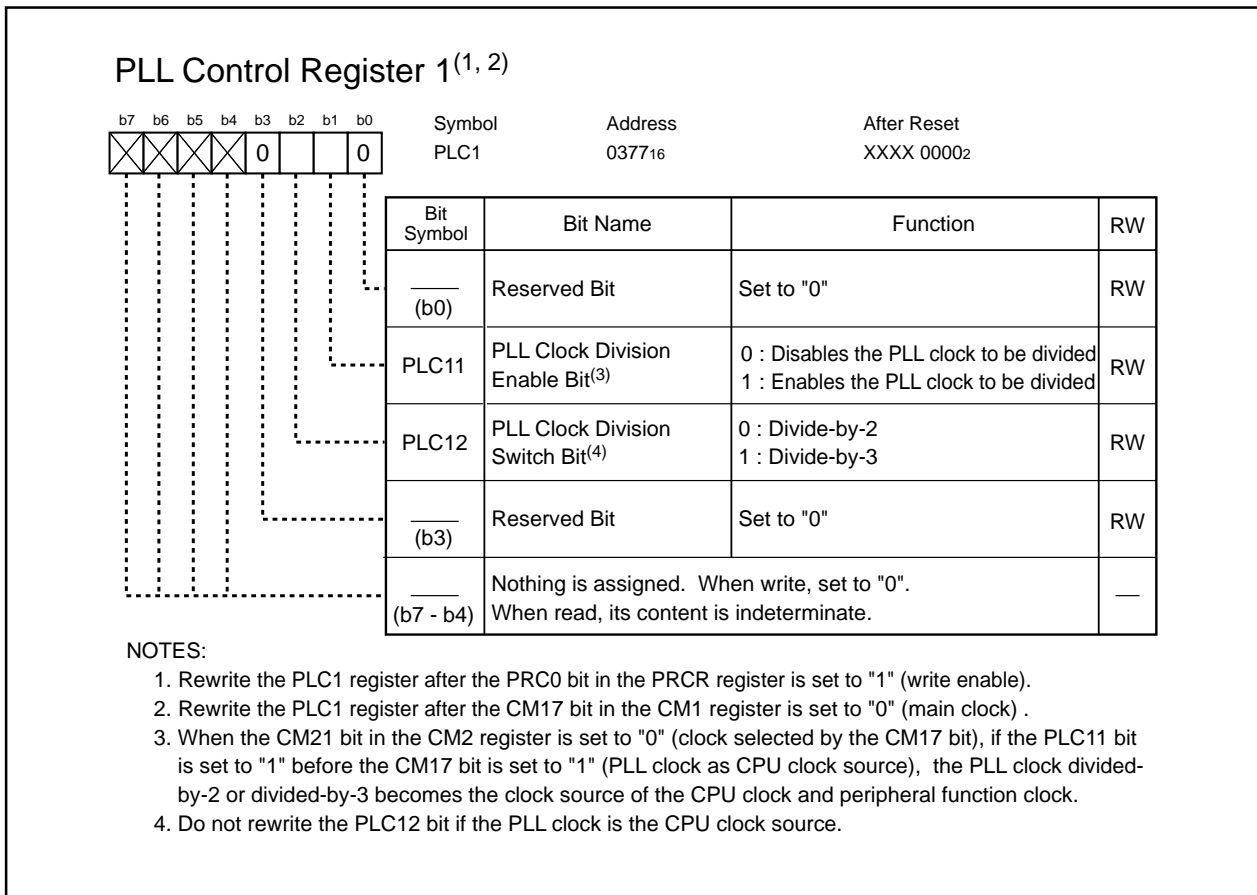 PLL Control Register 1(1, 2)
b7 b6 b5 b4 b3 b2 b1 b0
Symbol Address After Reset
0 0
PLC1 037716 XXXX 00002
Bit Symbol Bit Name Function RW
(b0) Reserved Bit Set to "0" RW
PLC11 PLL Clock Division Enable Bit(3) 0 : Disables the PLL clock to be divided
1 : Enables the PLL clock to be divided RW
PLC12 PLL Clock Division Switch Bit(4) 0 : Divide-by-2
1 : Divide-by-3 RW
(b3) Reserved Bit Set to "0" RW
(b7 - b4) Nothing is assigned. When write, set to "0".
When read, its content is indeterminate. —
NOTES:
1. Rewrite the PLC1 register after the PRC0 bit in the PRCR register is set to "1" (write enable).
2. Rewrite the PLC1 register after the CM17 bit in the CM1 register is set to "0" (main clock) .
3. When the CM21 bit in the CM2 register is set to "0" (clock selected by the CM17 bit), if the PLC11 bit
is set to "1" before the CM17 bit is set to "1" (PLL clock as CPU clock source), the PLL clock divided-
by-2 or divided-by-3 becomes the clock source of the CPU clock and peripheral function clock.
4. Do not rewrite the PLC12 bit if the PLL clock is the CPU clock source.